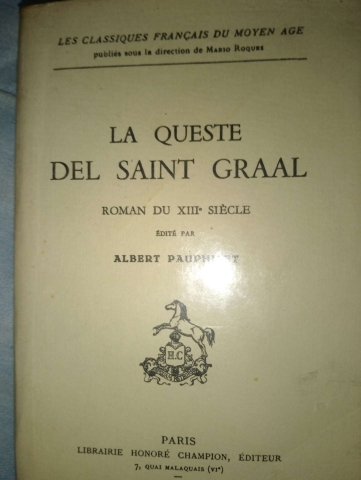 LES CLASSIQUES FRANÇAIS DU MOYEN AGE
publiés sous la direction de MARIO ROQUES
LA QUESTE
DEL SAINT GRAAL
ROMAN DU XIIIe SIÈCLE
ÉDITÉ PAR
ALBERT
H.C
PARIS
LIBRAIRIE HONORÉ CHAMPION, ÉDITEUR
7, QUAI MALAQUAIS (VIe)